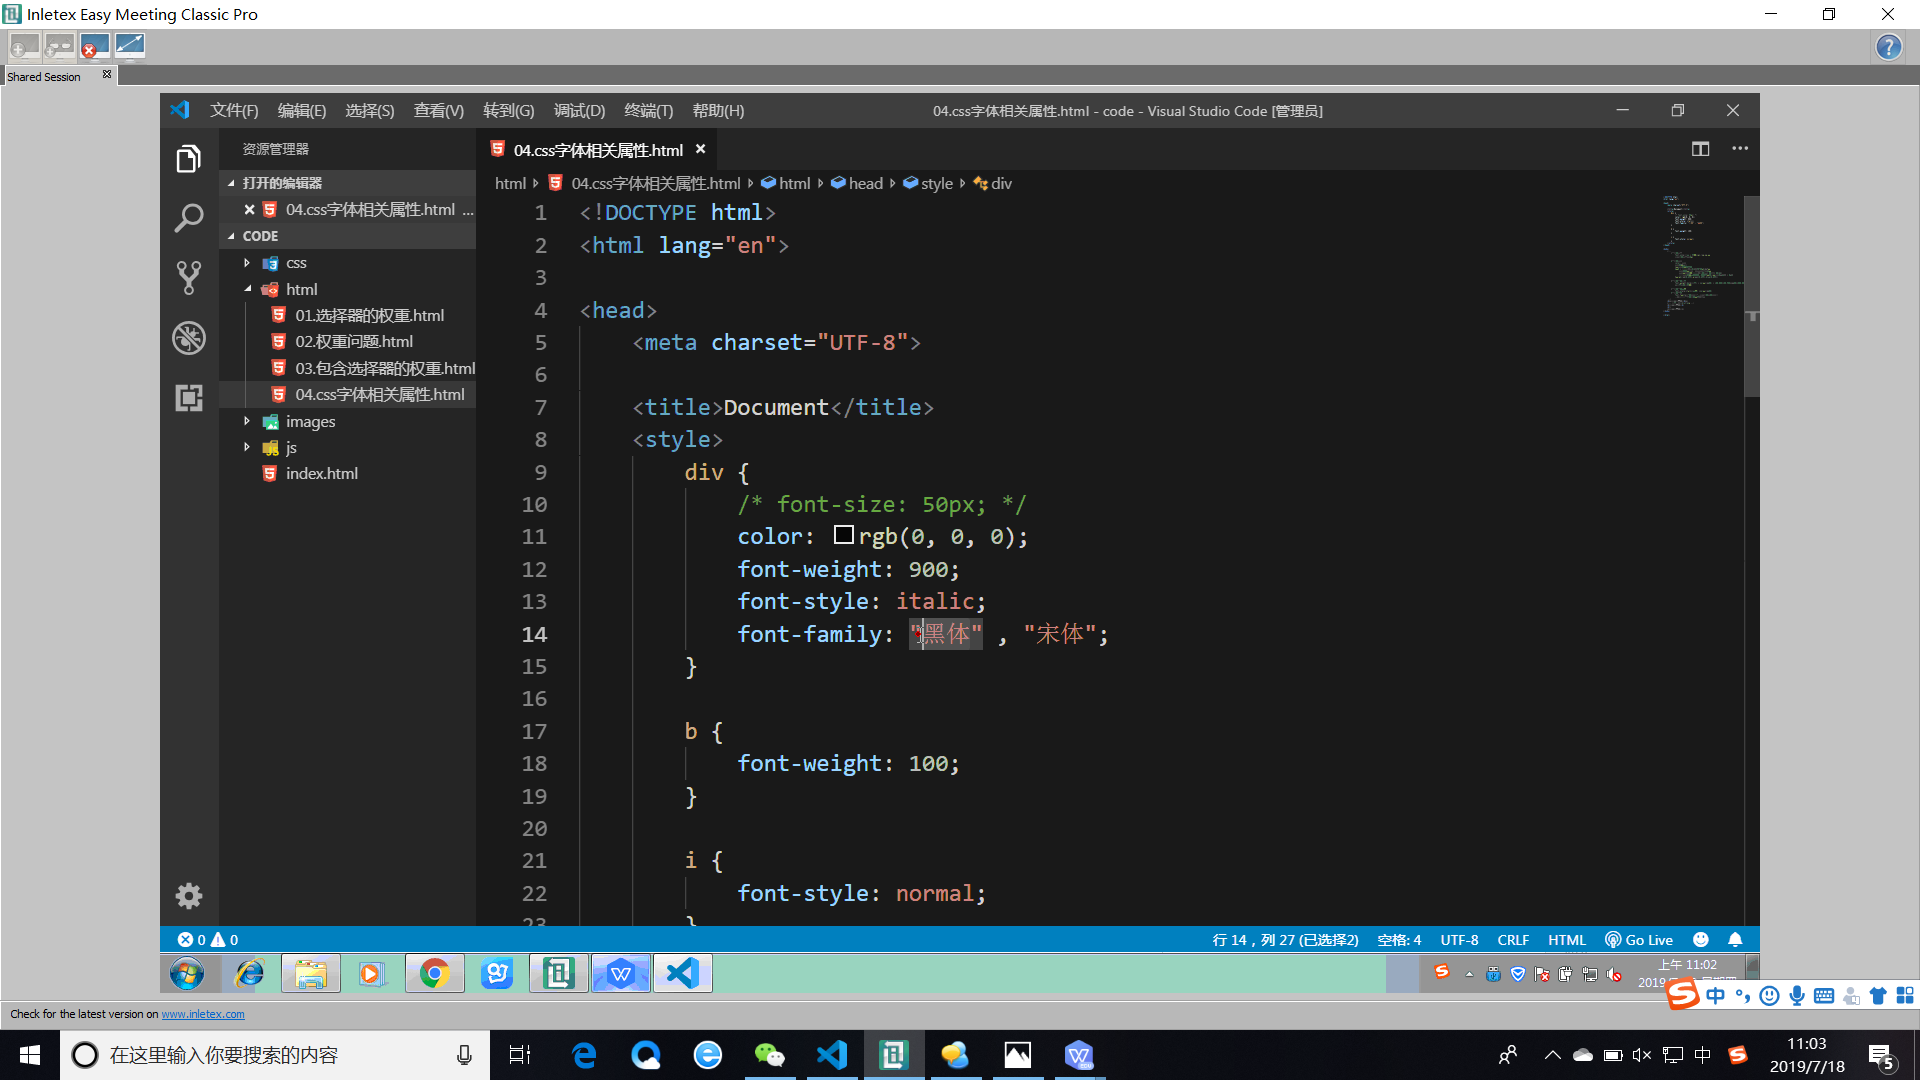 Inletex Easy Meeting Classic Pro
Shared Session
文件(F) 编辑(E) 选择(S) 查看(V) 转到(G) 调试(D) 终端(T) 帮助(H)
04.css字体相关属性.html - code - Visual Studio Code [管理员]
资源管理器
打开的编辑器
04.css字体相关属性.html ...
CODE
css
html
01.选择器的权重.html
02.权重问题.html
03.包含选择器的权重.html
04.css字体相关属性.html
images
js
index.html
04.css字体相关属性.html
html 04.css字体相关属性.html html head style div
1 <!DOCTYPE html>
2 <html lang="en">
3
4 <head>
5 <meta charset="UTF-8">
6
7 <title>Document</title>
8 <style>
9 div {
10 /* font-size: 50px; */
11 color: rgb(0, 0, 0);
12 font-weight: 900;
13 font-style: italic;
14 font-family: "黑体" , "宋体";
15 }
16
17 b {
18 font-weight: 100;
19 }
20
21 i {
22 font-style: normal;
23 }
0 0
行 14，列 27 (已选择2) 空格: 4 UTF-8 CRLF HTML Go Live
上午 11:02
中
Check for the latest version on www.inletex.com
在这里输入你要搜索的内容
中
11:03
2019/7/18
5